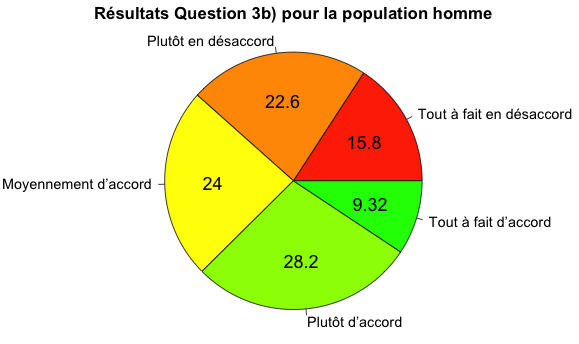 Résultats Question 3b) pour la population homme
Plutôt en désaccord
22.6
Tout à fait en désaccord
15.8
Moyennement d'accord
24
9.32
Tout à fait d'accord
28.2
Plutôt d'accord